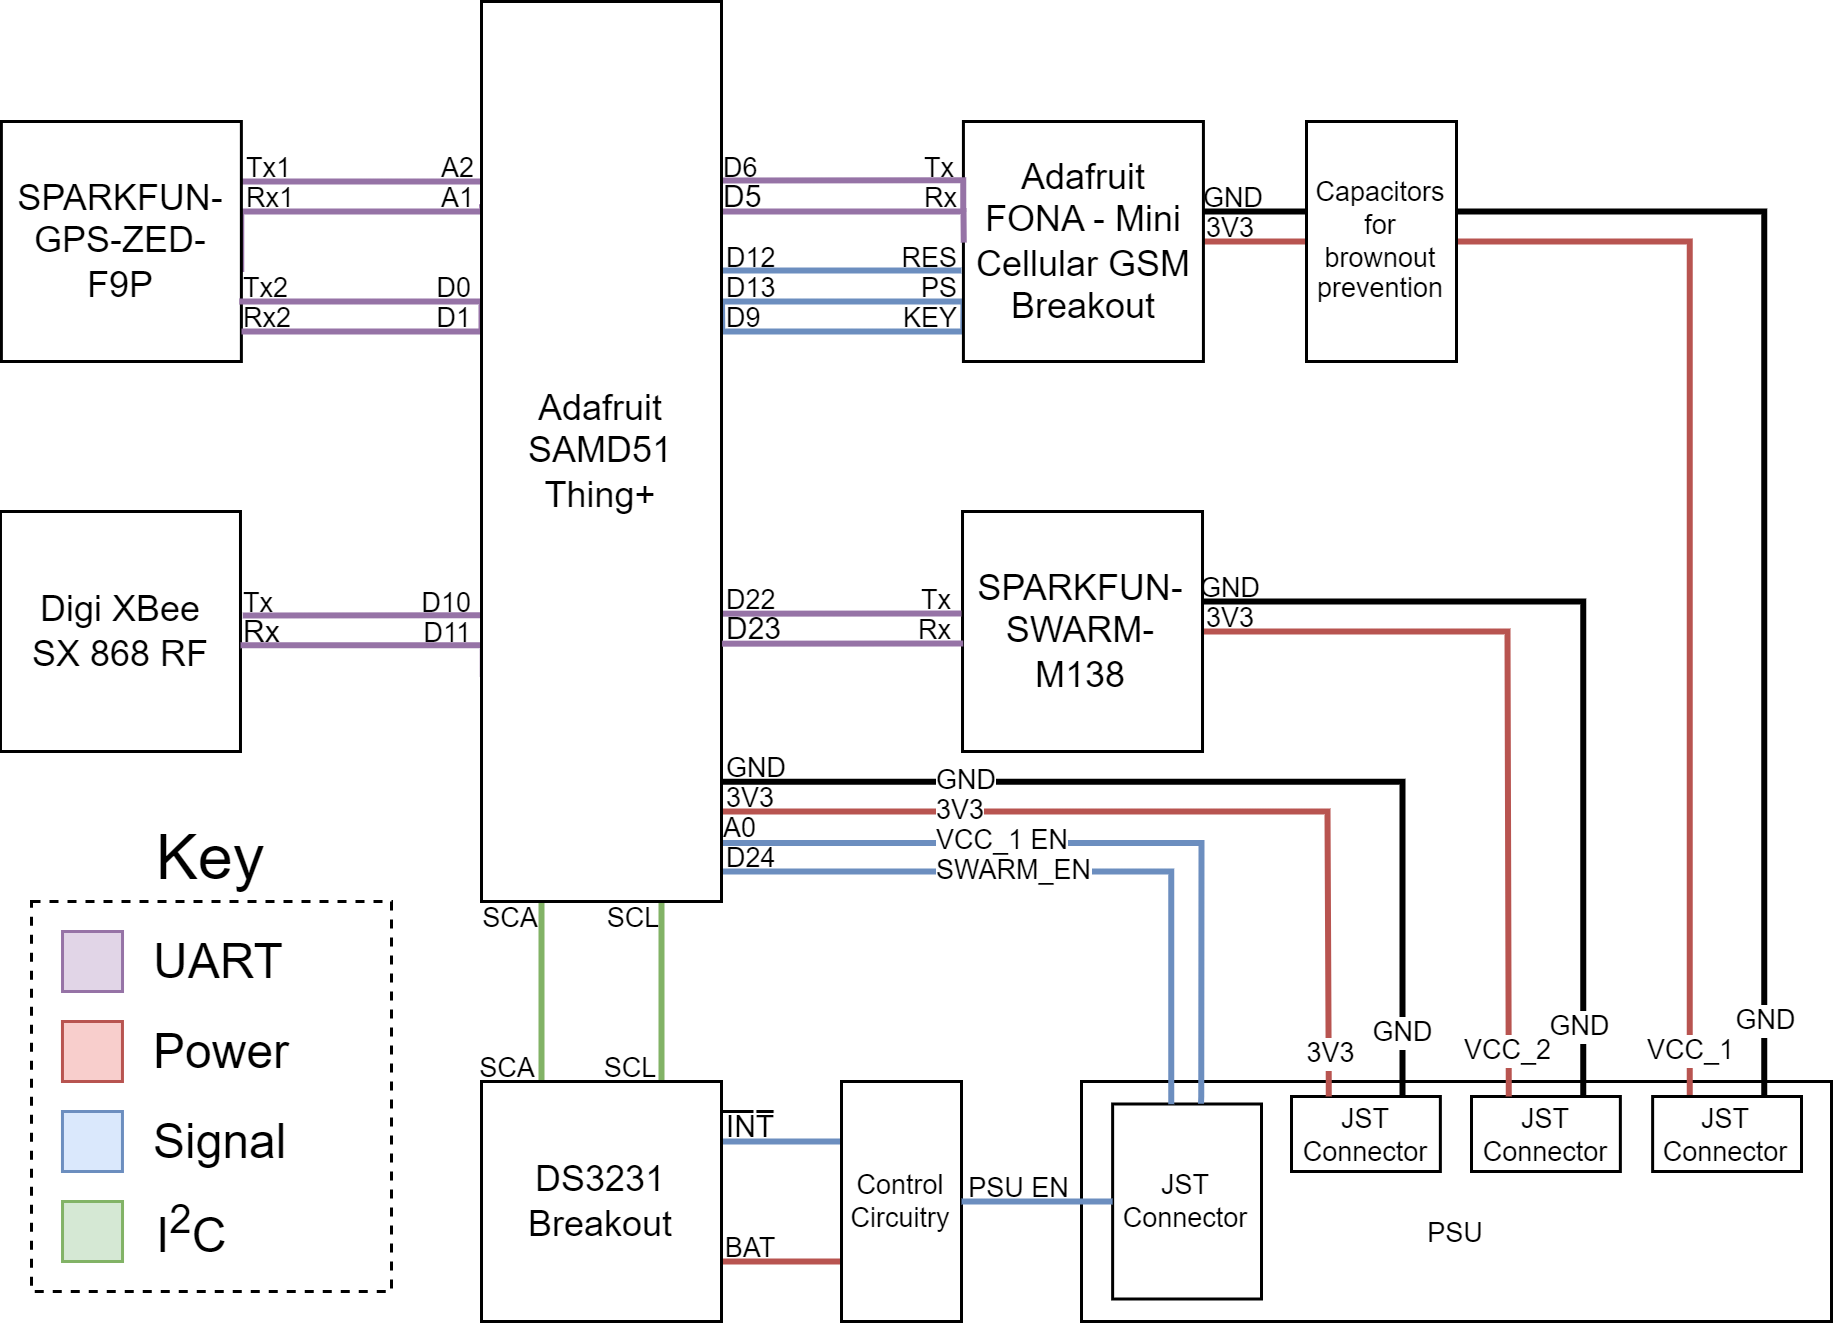 SPARKFUN-
GPS-ZED-
F9P
Tx1
Rx1
Tx2
Rx2
A2
A1
D0
D1
Digi XBee
SX 868 RF
Tx
Rx
D10
D11
Adafruit
SAMD51
Thing+
D6
D5
D12
D13
D9
Tx
Rx
RES
PS
KEY
Adafruit
FONA - Mini
Cellular GSM
Breakout
GND
3V3
Capacitors
for
brownout
prevention
D22
D23
Tx
Rx
SPARKFUN-
SWARM-
M138
GND
3V3
GND
3V3
A0
D24
GND
3V3
VCC_1 EN
SWARM_EN
SCA
SCL
SCA
SCL
DS3231
Breakout
INT
BAT
Control
Circuitry
PSU EN
JST
Connector
3V3
GND
JST
Connector
VCC_2
GND
JST
Connector
VCC_1
GND
JST
Connector
PSU
Key
UART
Power
Signal
I²C